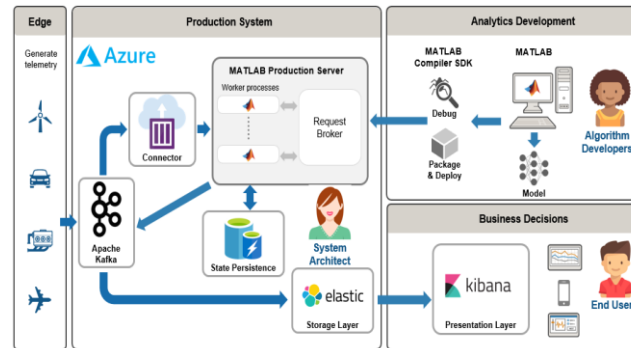 Edge
Generate
telemetry
Production System
Azure
Connector
Apache
Kafka
MATLAB Production Server
Worker processes
Request
Broker
State Persistence
System
Architect
elastic
Storage Layer
Analytics Development
MATLAB
Compiler SDK
MATLAB
Debug
Package
& Deploy
Model
Algorithm
Developers
Business Decisions
kibana
Presentation Layer
End User